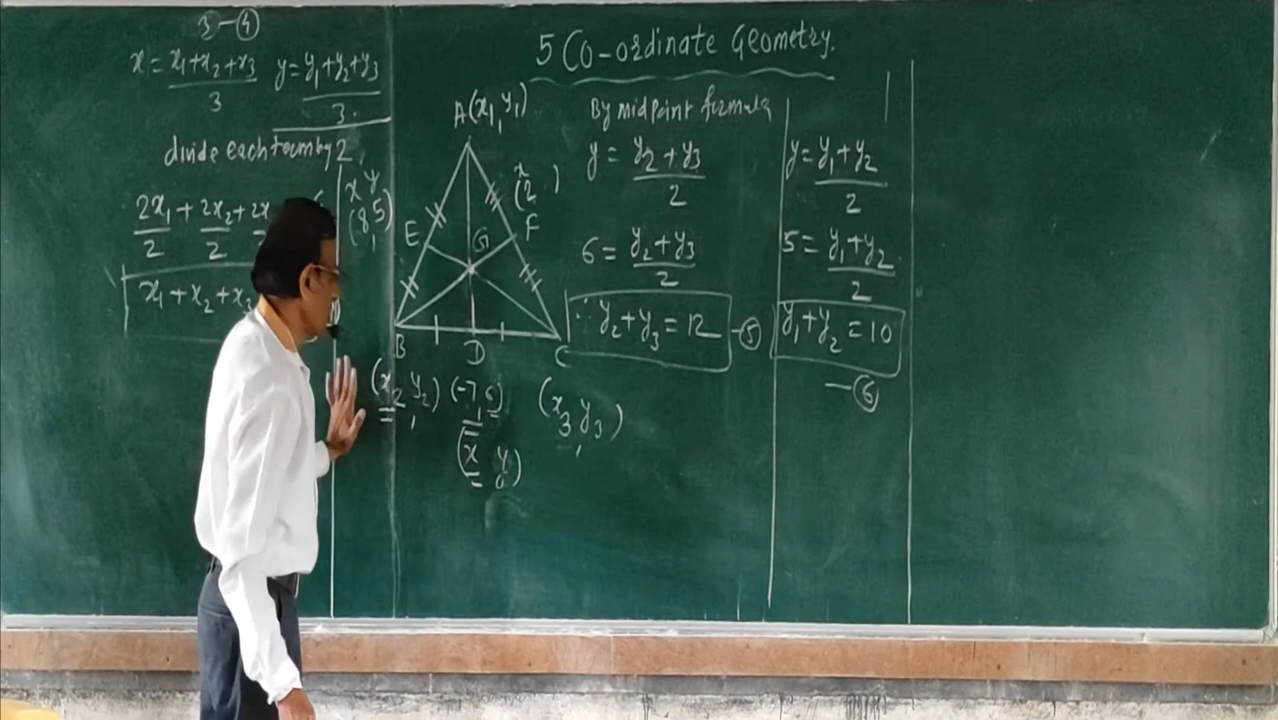 5 Co-ordinate Geometry.
3-④
x = x₁+x₂+x₃ / 3 y = y₁+y₂+y₃ / 3.
divide each term by 2
2x₁/2 + 2x₂/2 + 2x
x₁ + x₂ + x₃
x y
(8, 5)
A(x₁, y₁)
x
(2 )
E
F
G
B
D
C
(x₂, y₂) (-7, 6) (x₃, y₃)
(x y)
By midpoint formula
y = y₂+y₃ / 2
6 = y₂+y₃ / 2
∴ y₂+y₃ = 12 -⑤
y = y₁+y₂ / 2
5 = y₁+y₂ / 2
y₁+y₂ = 10
-⑥